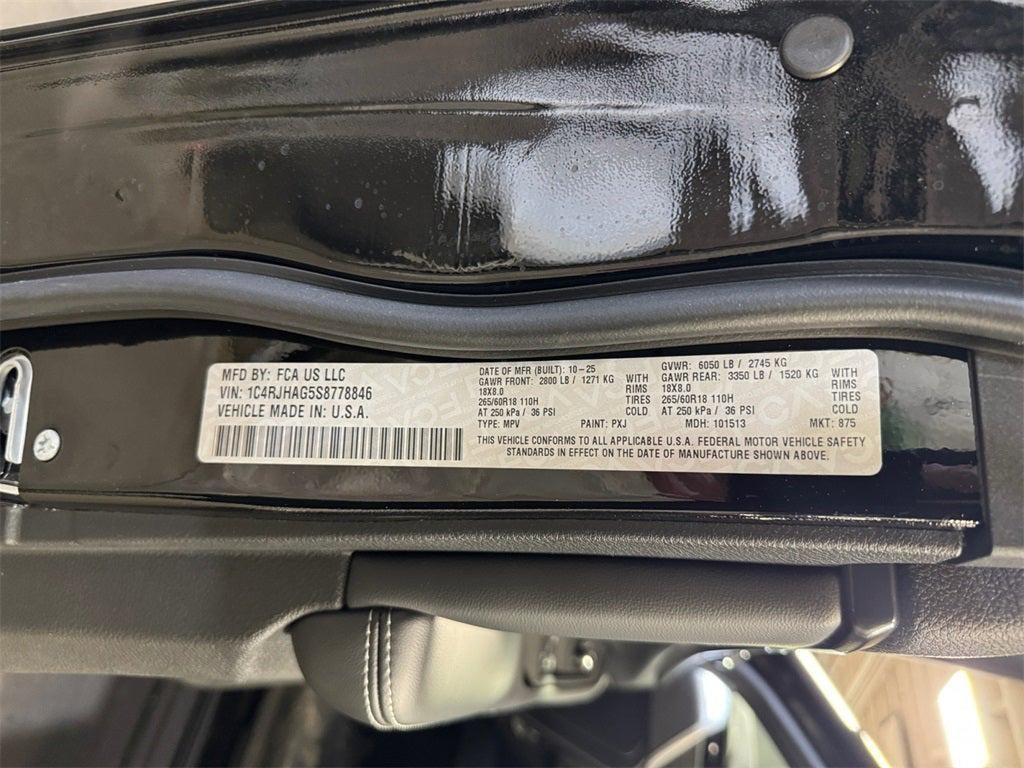 MFD BY: FCA US LLC
VIN: 1C4RJHAG5S8778846
VEHICLE MADE IN: U.S.A.
DATE OF MFR (BUILT): 10-25
GAWR FRONT: 2800 LB / 1271 KG WITH
18X8.0 RIMS
265/60R18 110H TIRES
AT 250 kPa / 36 PSI COLD
GVWR: 6050 LB / 2745 KG
GAWR REAR: 3350 LB / 1520 KG WITH
18X8.0 RIMS
265/60R18 110H TIRES
AT 250 kPa / 36 PSI COLD
TYPE: MPV PAINT: PXJ MDH: 101513 MKT: 875
THIS VEHICLE CONFORMS TO ALL APPLICABLE U.S.A. FEDERAL MOTOR VEHICLE SAFETY
STANDARDS IN EFFECT ON THE DATE OF MANUFACTURE SHOWN ABOVE.